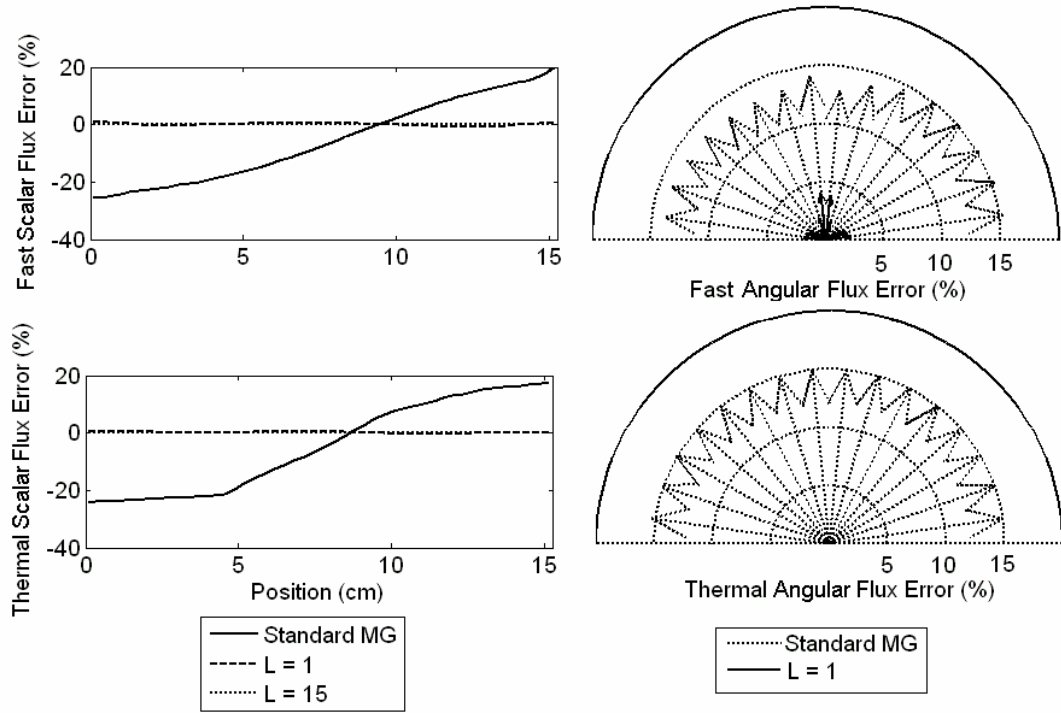 Fast Scalar Flux Error (%)
20
0
-20
-40
0
5
10
15
5
10
15
Fast Angular Flux Error (%)
Thermal Scalar Flux Error (%)
20
0
-20
-40
0
5
10
15
Position (cm)
5
10
15
Thermal Angular Flux Error (%)
Standard MG
L = 1
L = 15
Standard MG
L = 1